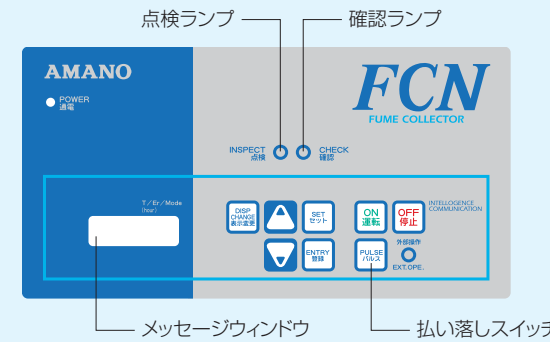 点検ランプ
確認ランプ
AMANO
POWER
通電
FCN
FUME COLLECTOR
INSPECT
点検
CHECK
確認
T／Er／Mode
(hour)
DISP
CHANGE
表示変更
SET
セット
ENTRY
登録
ON
運転
OFF
停止
INTELLOGENCE
COMMUNICATION
PULSE
パルス
外部操作
EXT.OPE.
メッセージウィンドウ
払い落しスイッチ